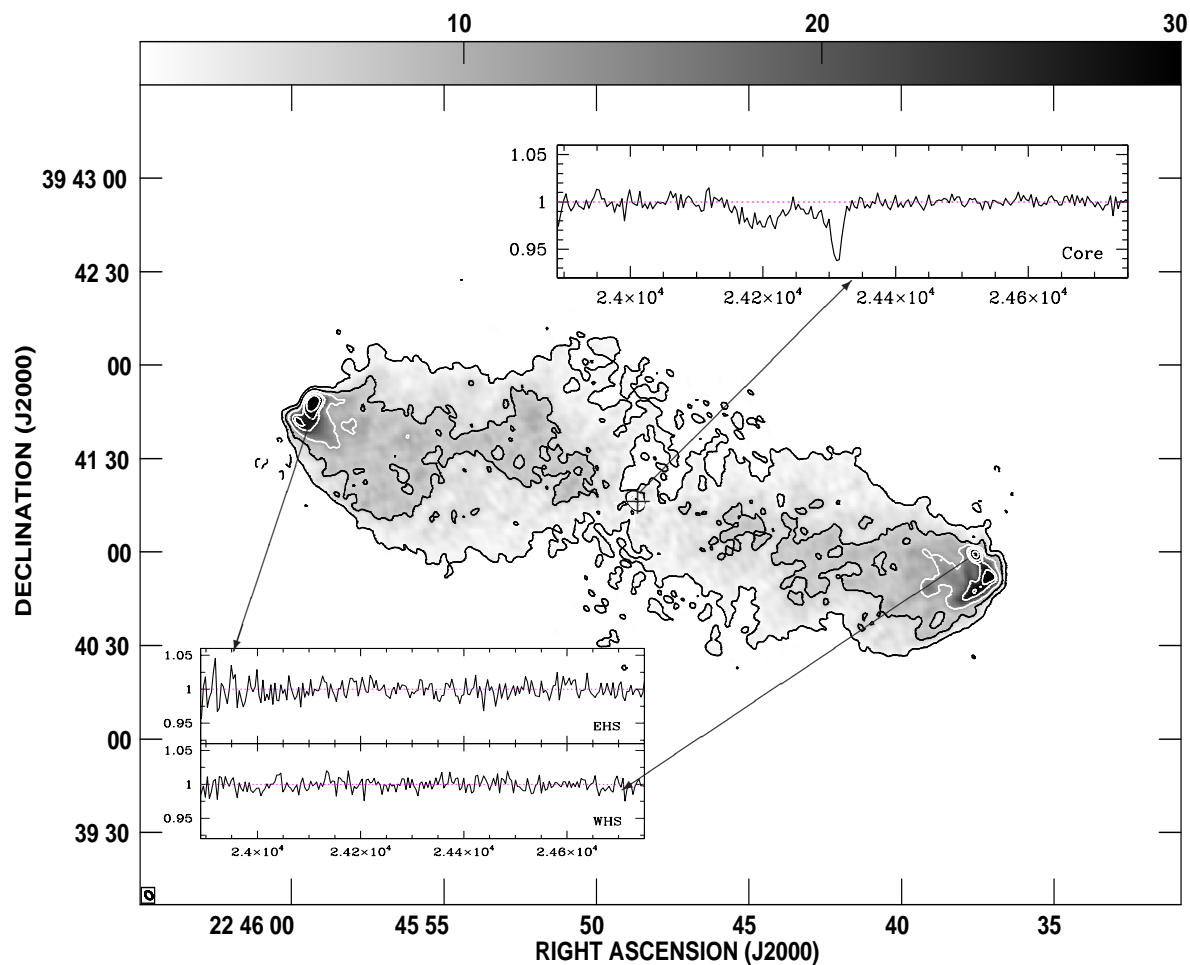 10 20 30
39 43 00
42 30
00
41 30
00
40 30
00
39 30
DECLINATION (J2000)
1.05
1
0.95
Core
2.4×10⁴ 2.42×10⁴ 2.44×10⁴ 2.46×10⁴
1.05
1
0.95
EHS
1.05
1
0.95
WHS
2.4×10⁴ 2.42×10⁴ 2.44×10⁴ 2.46×10⁴
22 46 00 45 55 50 45 40 35
RIGHT ASCENSION (J2000)